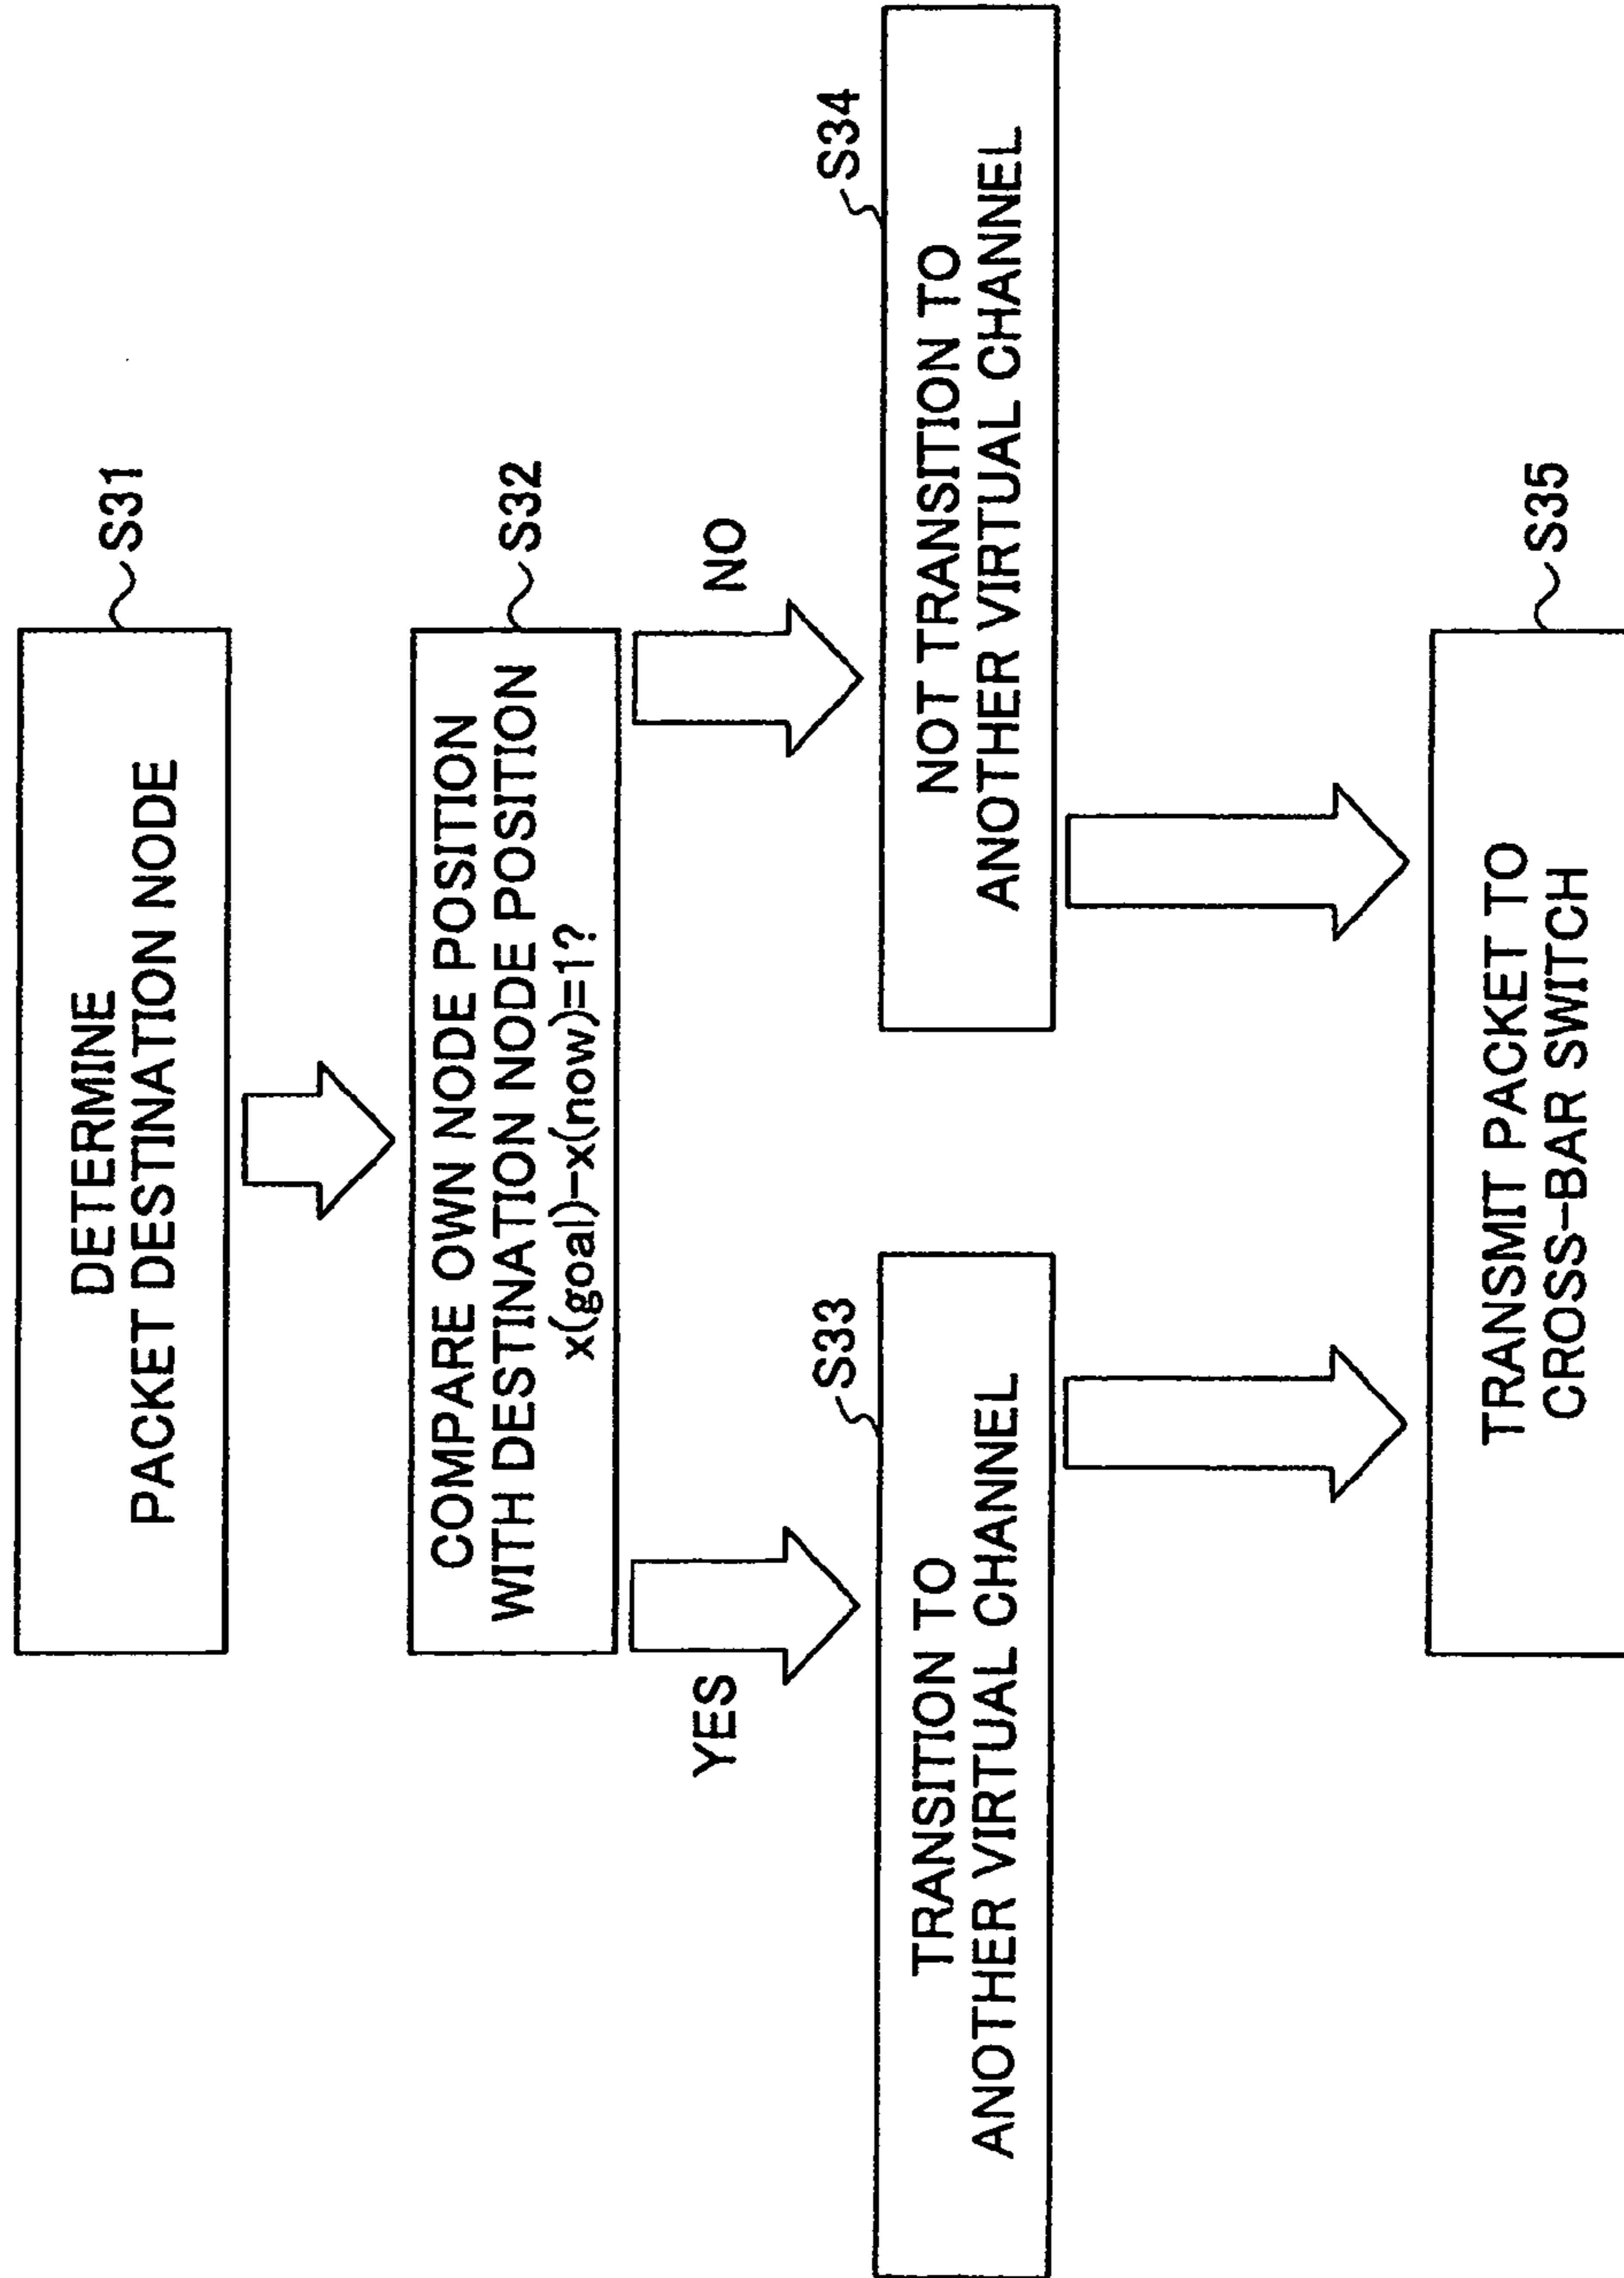 DETERMINE
PACKET DESTINATION NODE
S31
COMPARE OWN NODE POSITION
WITH DESTINATION NODE POSITION
x(goal)-x(now)=1?
S32
YES
NO
TRANSITION TO
ANOTHER VIRTUAL CHANNEL
S33
NOT TRANSITION TO
ANOTHER VIRTUAL CHANNEL
S34
TRANSMIT PACKET TO
CROSS-BAR SWITCH
S35